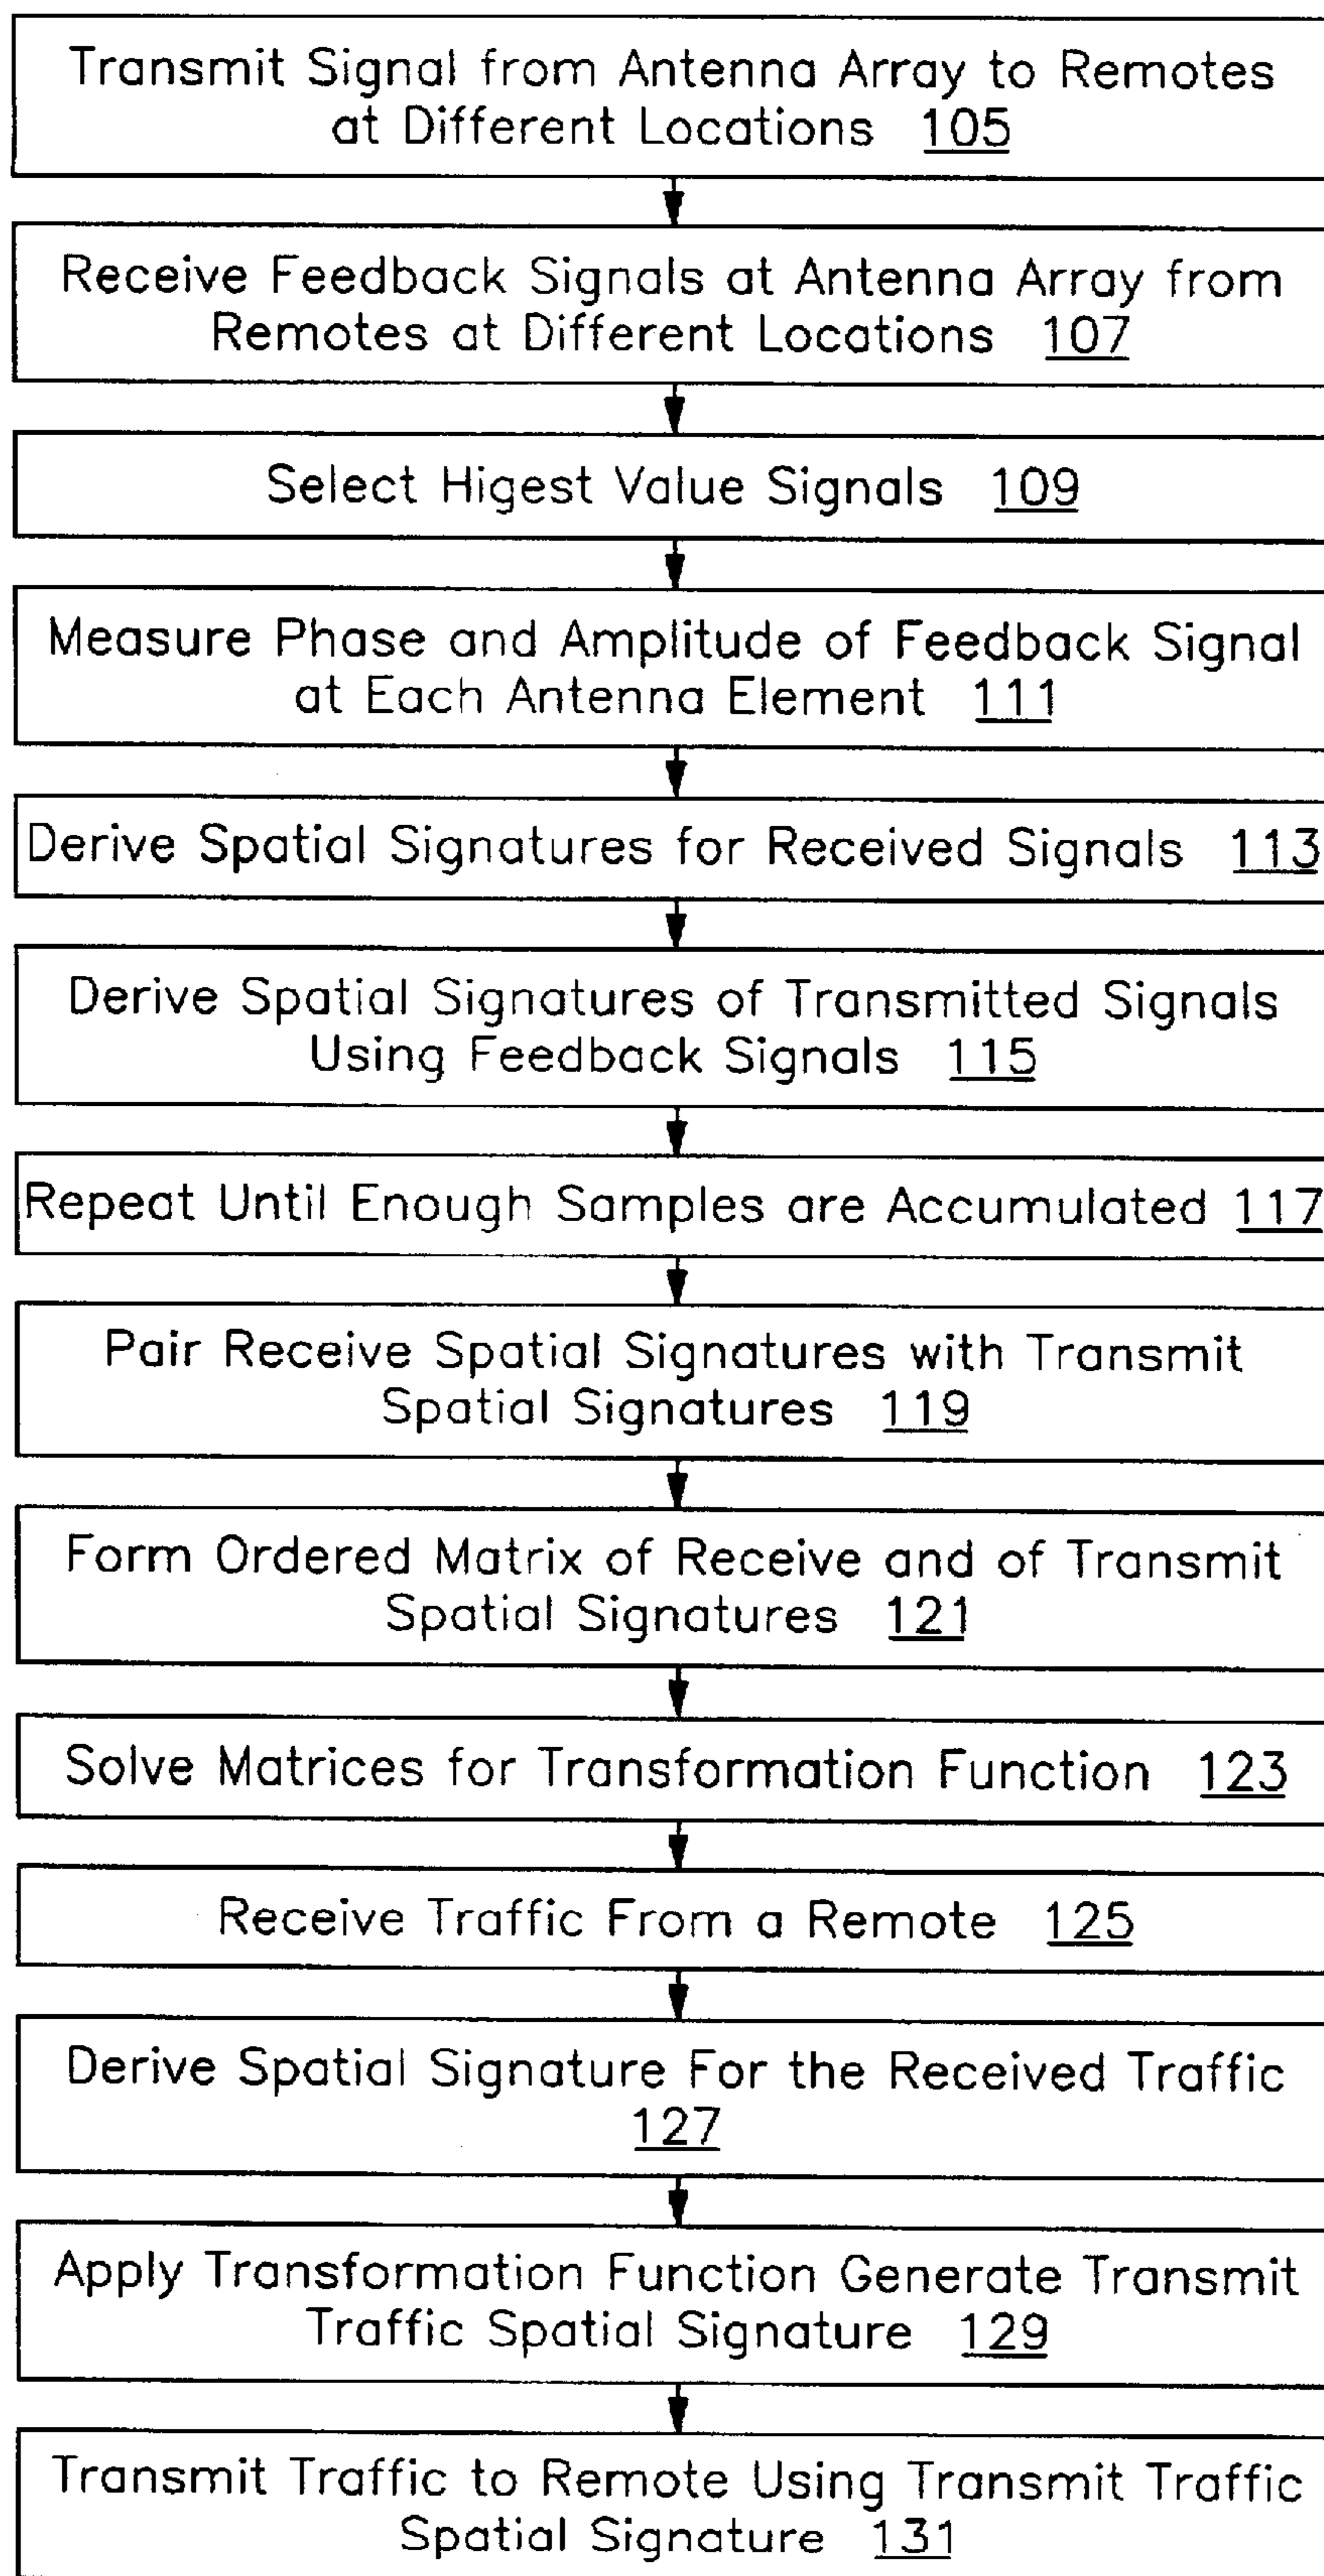 Transmit Signal from Antenna Array to Remotes
at Different Locations 105
Receive Feedback Signals at Antenna Array from
Remotes at Different Locations 107
Select Higest Value Signals 109
Measure Phase and Amplitude of Feedback Signal
at Each Antenna Element 111
Derive Spatial Signatures for Received Signals 113
Derive Spatial Signatures of Transmitted Signals
Using Feedback Signals 115
Repeat Until Enough Samples are Accumulated 117
Pair Receive Spatial Signatures with Transmit
Spatial Signatures 119
Form Ordered Matrix of Receive and of Transmit
Spatial Signatures 121
Solve Matrices for Transformation Function 123
Receive Traffic From a Remote 125
Derive Spatial Signature For the Received Traffic
127
Apply Transformation Function Generate Transmit
Traffic Spatial Signature 129
Transmit Traffic to Remote Using Transmit Traffic
Spatial Signature 131